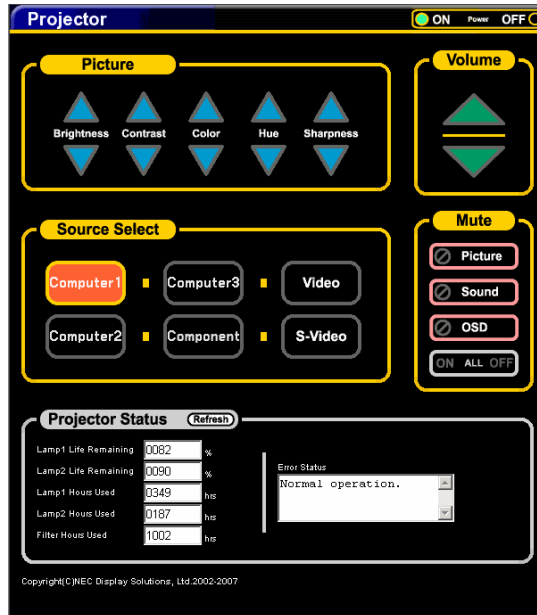 Projector
ON Power OFF
Picture
Volume
Brightness Contrast Color Hue Sharpness
Source Select
Mute
Computer1 Computer3 Video
Picture
Sound
Computer2 Component S-Video
OSD
ON ALL OFF
Projector Status Refresh
Lamp1 Life Remaining 0082 %
Lamp2 Life Remaining 0090 %
Error Status
Normal operation.
Lamp1 Hours Used 0349 hrs
Lamp2 Hours Used 0187 hrs
Filter Hours Used 1002 hrs
Copyright(C)NEC Display Solutions, Ltd.2002-2007